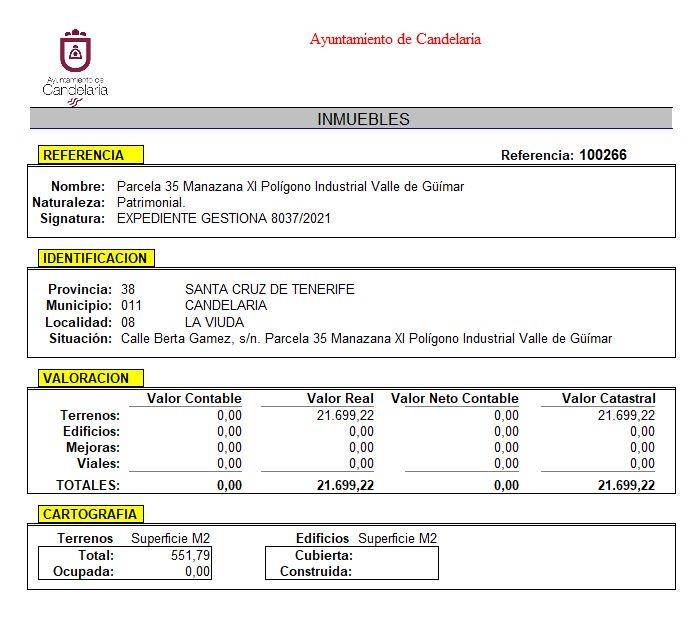 Ayuntamiento de Candelaria
Ayuntamiento de
Candelaria
INMUEBLES
REFERENCIA Referencia: 100266
Nombre: Parcela 35 Manazana XI Polígono Industrial Valle de Güímar
Naturaleza: Patrimonial.
Signatura: EXPEDIENTE GESTIONA 8037/2021
IDENTIFICACION
Provincia: 38 SANTA CRUZ DE TENERIFE
Municipio: 011 CANDELARIA
Localidad: 08 LA VIUDA
Situación: Calle Berta Gamez, s/n. Parcela 35 Manazana XI Polígono Industrial Valle de Güímar
VALORACION
Valor Contable Valor Real Valor Neto Contable Valor Catastral
Terrenos: 0,00 21.699,22 0,00 21.699,22
Edificios: 0,00 0,00 0,00 0,00
Mejoras: 0,00 0,00 0,00 0,00
Viales: 0,00 0,00 0,00 0,00
TOTALES: 0,00 21.699,22 0,00 21.699,22
CARTOGRAFIA
Terrenos Superficie M2 Edificios Superficie M2
Total: 551,79 Cubierta:
Ocupada: 0,00 Construida: